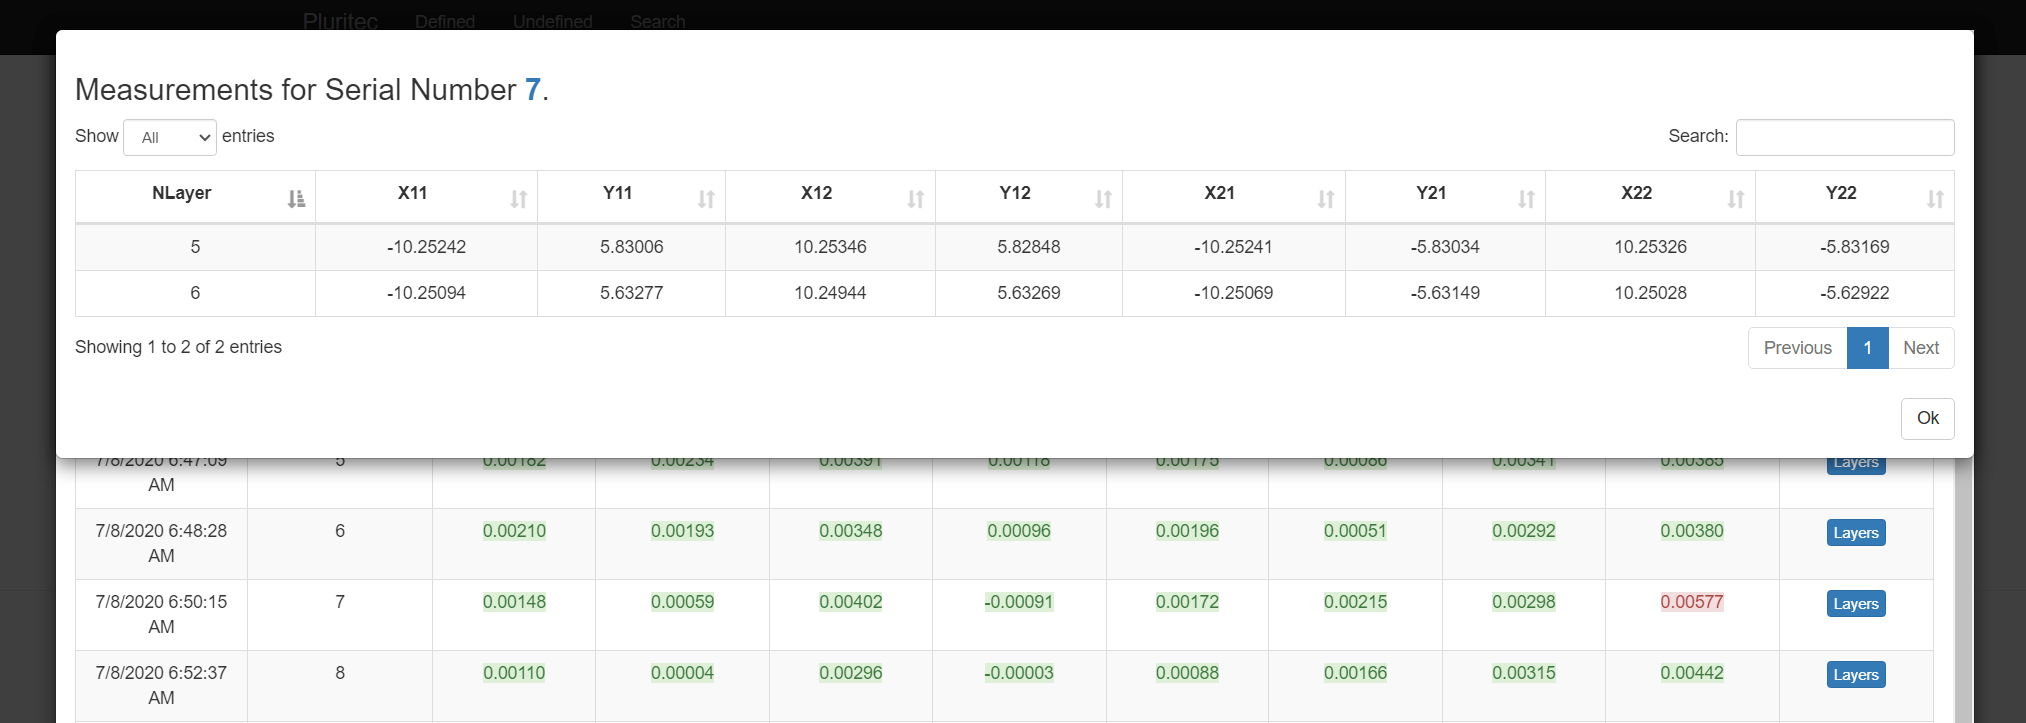 Pluritec Defined Undefined Search
Measurements for Serial Number 7.
Show All entries Search:
NLayer X11 Y11 X12 Y12 X21 Y21 X22 Y22
5 -10.25242 5.83006 10.25346 5.82848 -10.25241 -5.83034 10.25326 -5.83169
6 -10.25094 5.63277 10.24944 5.63269 -10.25069 -5.63149 10.25028 -5.62922
Showing 1 to 2 of 2 entries Previous 1 Next
Ok
7/8/2020 6:47:09 5 0.00182 0.00234 0.00391 0.00118 0.00175 0.00086 0.00341 0.00385 Layers
AM
7/8/2020 6:48:28 6 0.00210 0.00193 0.00348 0.00096 0.00196 0.00051 0.00292 0.00380 Layers
AM
7/8/2020 6:50:15 7 0.00148 0.00059 0.00402 -0.00091 0.00172 0.00215 0.00298 0.00577 Layers
AM
7/8/2020 6:52:37 8 0.00110 0.00004 0.00296 -0.00003 0.00088 0.00166 0.00315 0.00442 Layers
AM